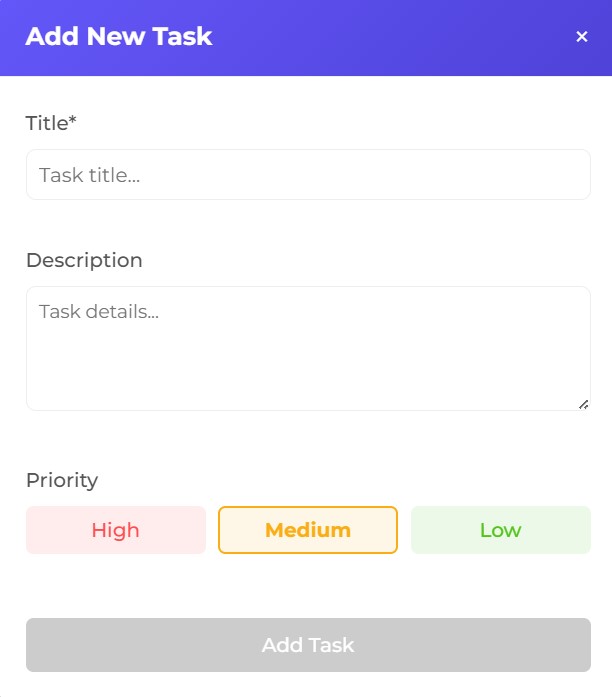 Add New Task ×
Title*
Task title...
Description
Task details...
Priority
High Medium Low
Add Task